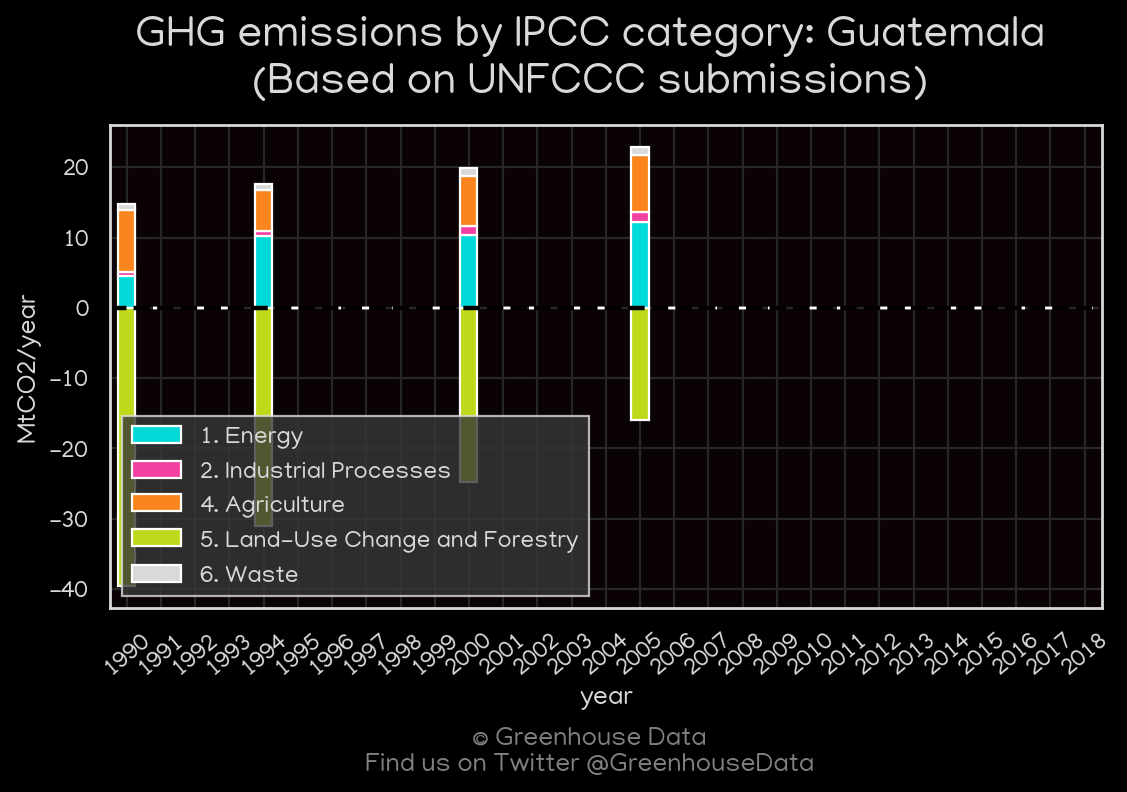 GHG emissions by IPCC category: Guatemala
(Based on UNFCCC submissions)
20
10
0
-10
-20
-30
-40
MtCO2/year
1. Energy
2. Industrial Processes
4. Agriculture
5. Land-Use Change and Forestry
6. Waste
1990 1991 1992 1993 1994 1995 1996 1997 1998 1999 2000 2001 2002 2003 2004 2005 2006 2007 2008 2009 2010 2011 2012 2013 2014 2015 2016 2017 2018
year
© Greenhouse Data
Find us on Twitter @GreenhouseData